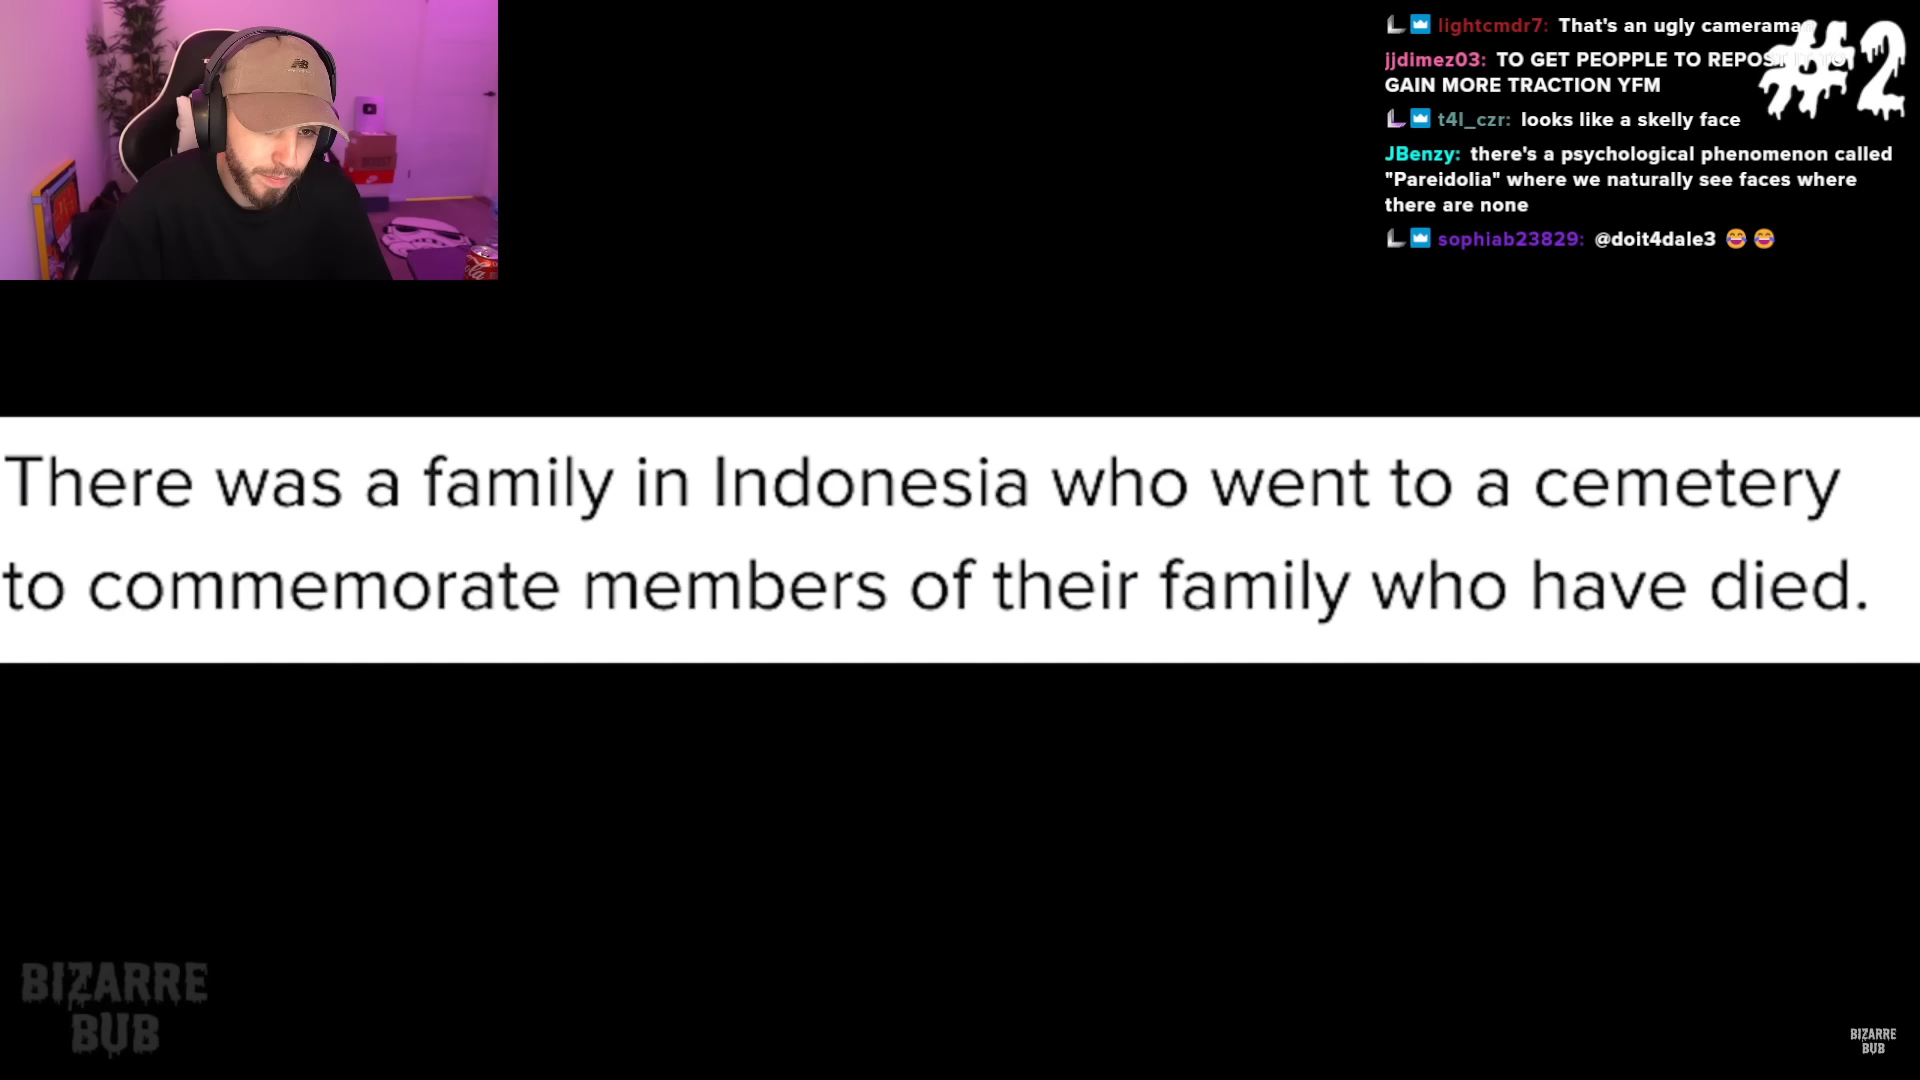 lightcmdr7: That's an ugly camerama
#2
jjdimez03: TO GET PEOPPLE TO REPOST TO
GAIN MORE TRACTION YFM
t4l_czr: looks like a skelly face
JBenzy: there's a psychological phenomenon called
"Pareidolia" where we naturally see faces where
there are none
sophiab23829: @doit4dale3 😂 😂
There was a family in Indonesia who went to a cemetery
to commemorate members of their family who have died.
BIZARRE
BUB
BIZARRE
BUB